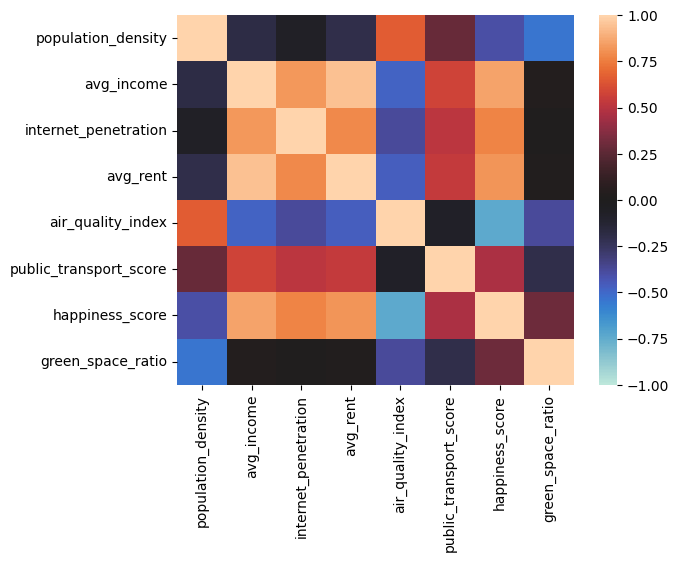 population_density
avg_income
internet_penetration
avg_rent
air_quality_index
public_transport_score
happiness_score
green_space_ratio
population_density
avg_income
internet_penetration
avg_rent
air_quality_index
public_transport_score
happiness_score
green_space_ratio
1.00
0.75
0.50
0.25
0.00
−0.25
−0.50
−0.75
−1.00